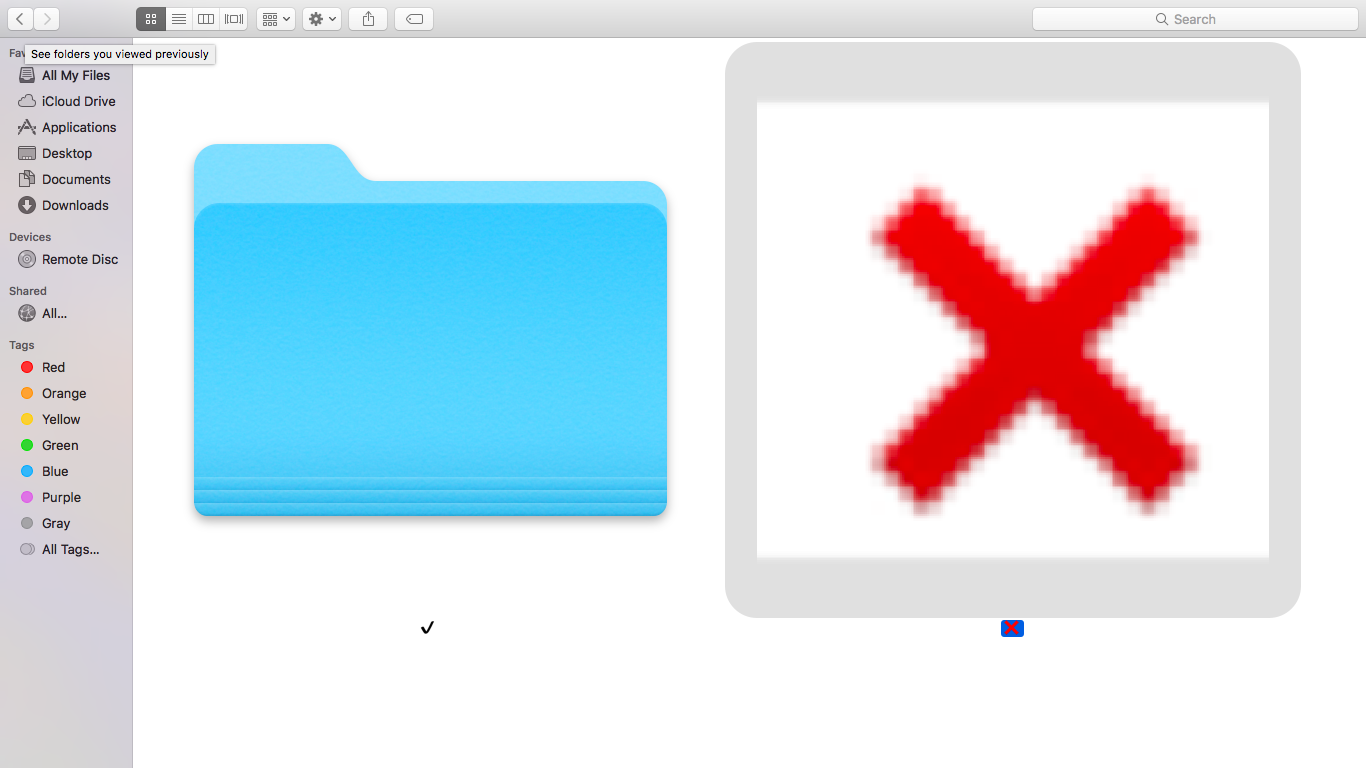 Search
See folders you viewed previously
All My Files
iCloud Drive
Applications
Desktop
Documents
Downloads
Devices
Remote Disc
Shared
All...
Tags
Red
Orange
Yellow
Green
Blue
Purple
Gray
All Tags...
✔
❌